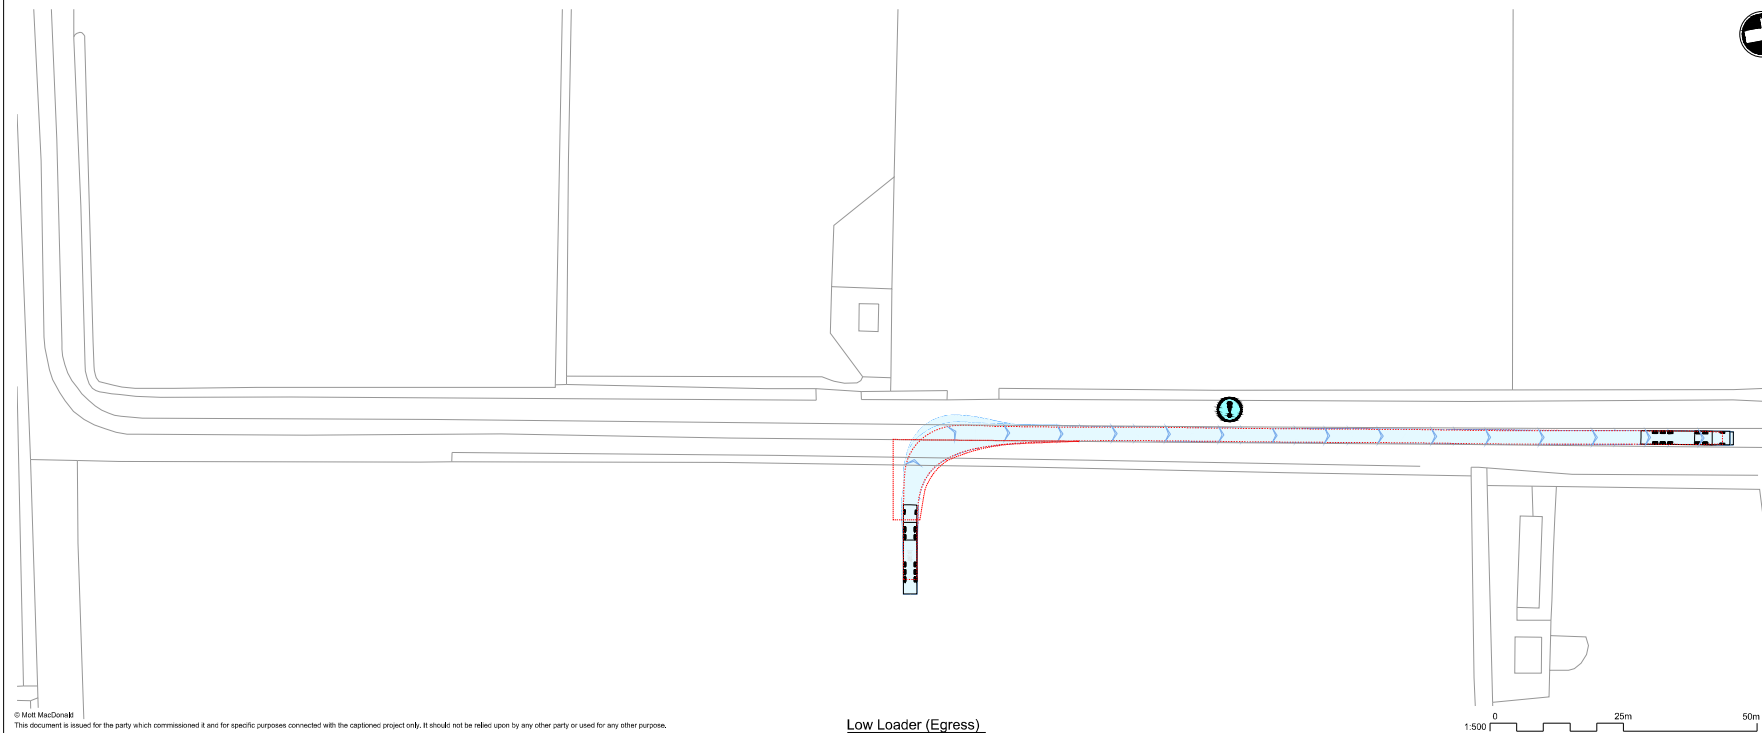 © Mott MacDonald
This document is issued for the party which commissioned it and for specific purposes connected with the captioned project only. It should not be relied upon by any other party or used for any other purpose.
Low Loader (Egress)
0 25m 50m
1:500